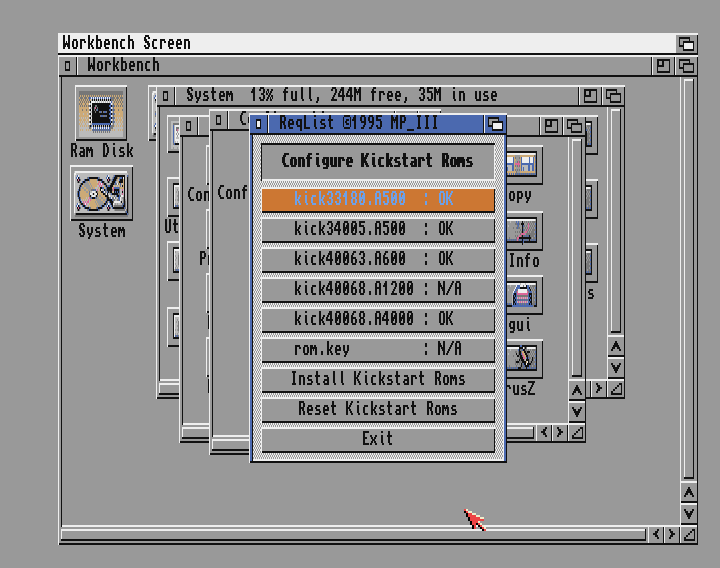 Workbench Screen
Workbench
System 13% full, 244M free, 35M in use
ReqList ©1995 MP_III
Ram Disk
System
Configure Kickstart Roms
kick33180.A500 : OK
kick34005.A500 : OK
kick40063.A600 : OK
kick40068.A1200 : N/A
kick40068.A4000 : OK
rom.key : N/A
Install Kickstart Roms
Reset Kickstart Roms
Exit
Con
Conf
Ut
P
opy
Info
gui
rusZ
s